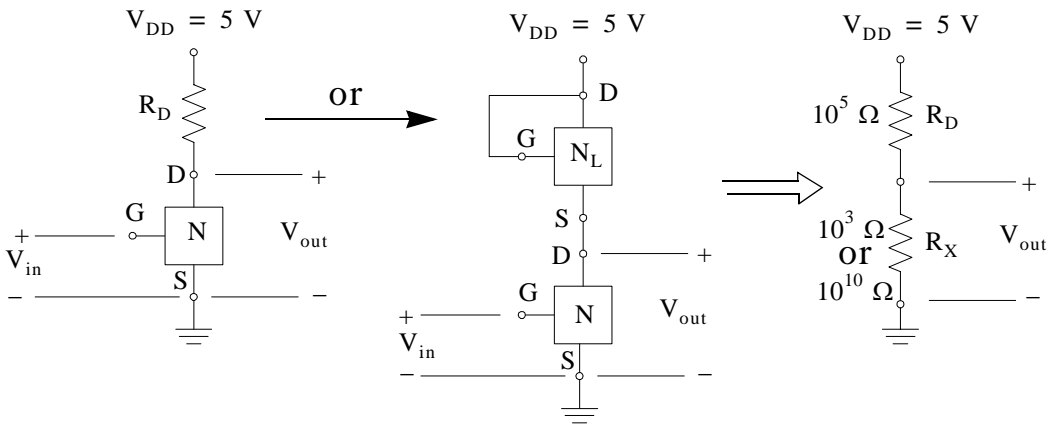 V_DD = 5 V
R_D
D
G
N
S
+
V_in
−
+
V_out
−
or
V_DD = 5 V
D
G
N_L
S
D
G
N
S
+
V_in
−
+
V_out
−
V_DD = 5 V
10^5 Ω R_D
10^3 Ω
or
10^10 Ω
R_X
+
V_out
−